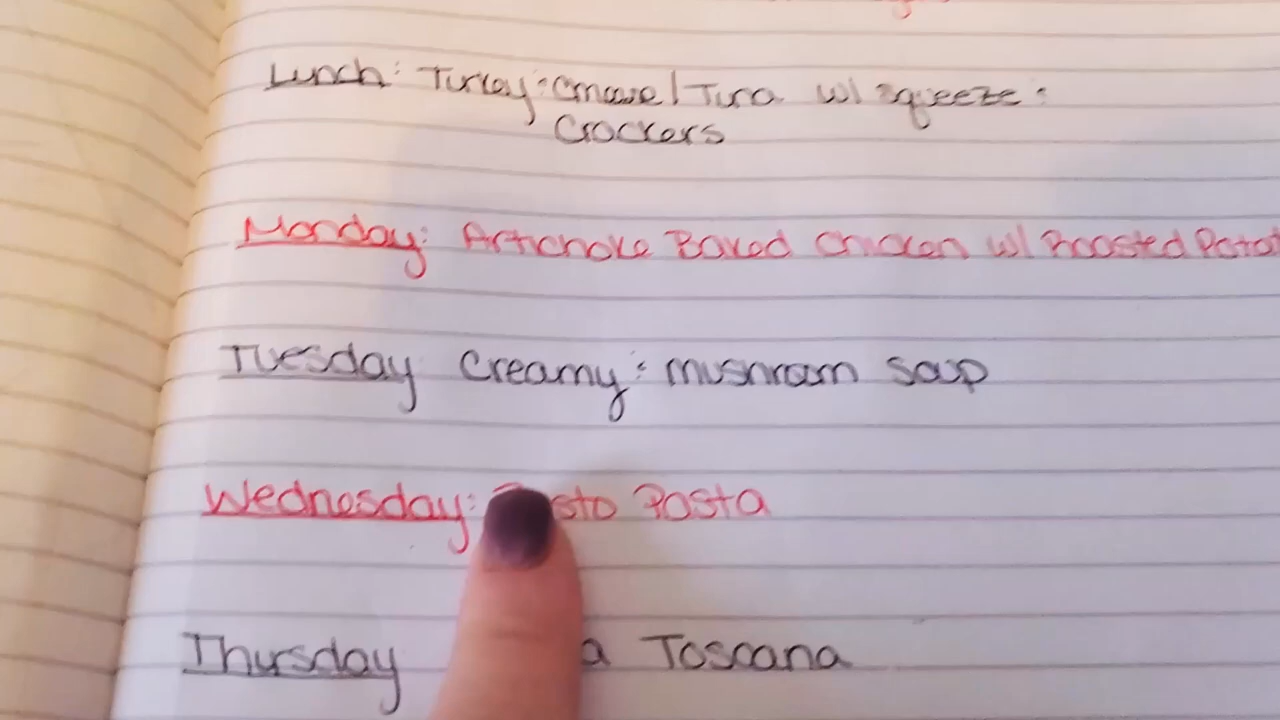 Lunch: Turkey: Cheese / Tuna w/ squeeze:
Crackers
Monday: Artichoke Baked Chicken w/ Roasted
Tuesday Creamy: mushroom soup
Wednesday: Pasta
Thursday Toscana